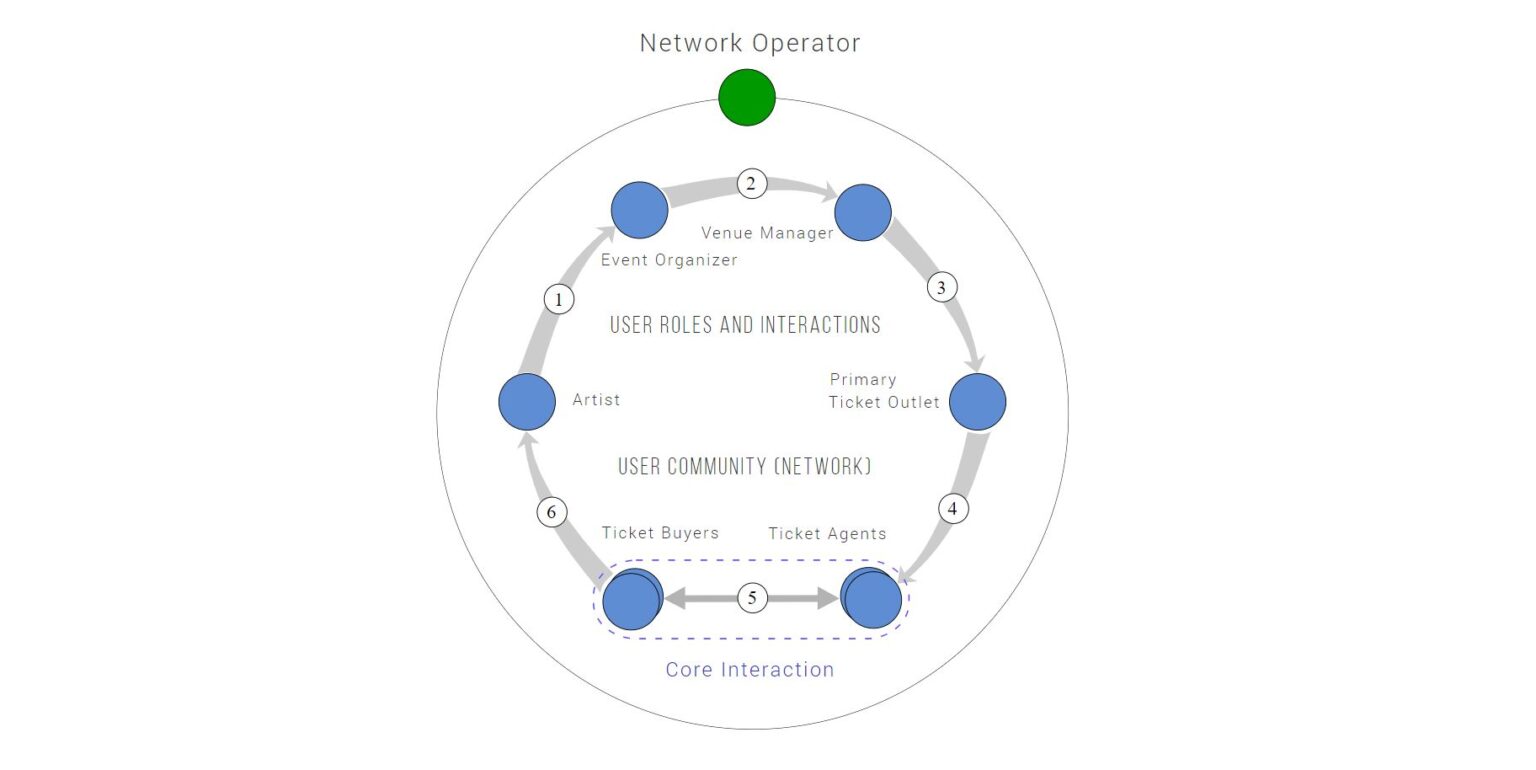 Network Operator
2
Venue Manager
Event Organizer
3
1
USER ROLES AND INTERACTIONS
Primary
Ticket Outlet
Artist
USER COMMUNITY (NETWORK)
4
6
Ticket Buyers
Ticket Agents
5
Core Interaction